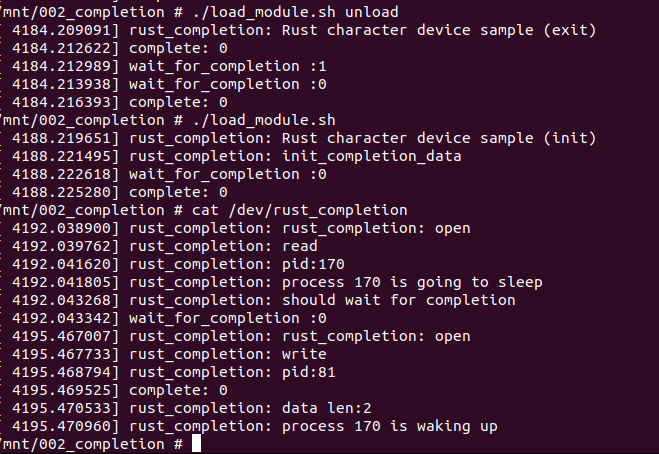 /mnt/002_completion # ./load_module.sh unload
[ 4184.209091] rust_completion: Rust character device sample (exit)
[ 4184.212622] complete: 0
[ 4184.212989] wait_for_completion :1
[ 4184.213938] wait_for_completion :0
[ 4184.216393] complete: 0
/mnt/002_completion # ./load_module.sh
[ 4188.219651] rust_completion: Rust character device sample (init)
[ 4188.221495] rust_completion: init_completion_data
[ 4188.222618] wait_for_completion :0
[ 4188.225280] complete: 0
/mnt/002_completion # cat /dev/rust_completion
[ 4192.038900] rust_completion: rust_completion: open
[ 4192.039762] rust_completion: read
[ 4192.041620] rust_completion: pid:170
[ 4192.041805] rust_completion: process 170 is going to sleep
[ 4192.043268] rust_completion: should wait for completion
[ 4192.043342] wait_for_completion :0
[ 4195.467007] rust_completion: rust_completion: open
[ 4195.467733] rust_completion: write
[ 4195.468794] rust_completion: pid:81
[ 4195.469525] complete: 0
[ 4195.470533] rust_completion: data len:2
[ 4195.470960] rust_completion: process 170 is waking up
/mnt/002_completion #